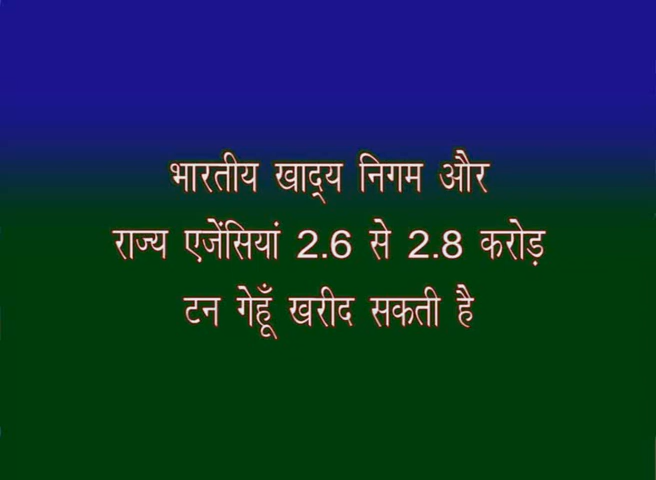 भारतीय खाद्य निगम और
राज्य एजेंसियां 2.6 से 2.8 करोड़
टन गेहूँ खरीद सकती है